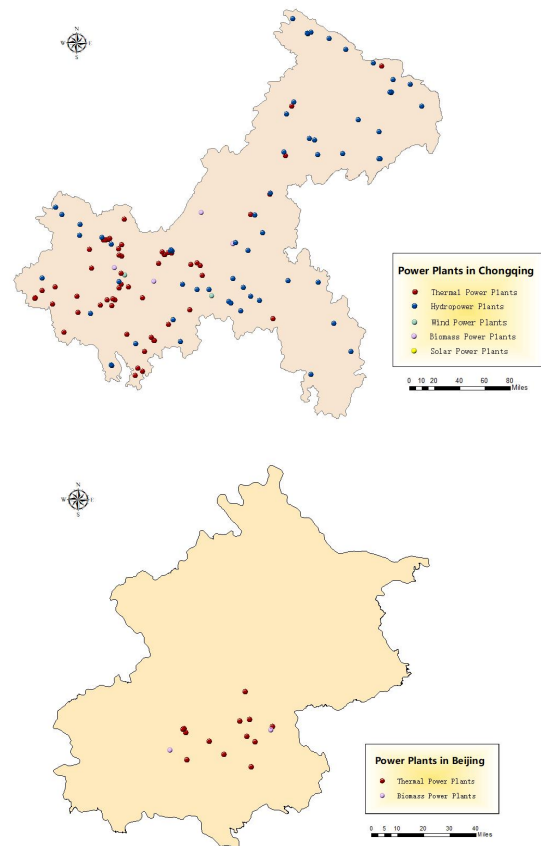 N
W E
S
Power Plants in Chongqing
Thermal Power Plants
Hydropower Plants
Wind Power Plants
Biomass Power Plants
Solar Power Plants
0 10 20 40 60 80
Miles
N
W E
S
Power Plants in Beijing
Thermal Power Plants
Biomass Power Plants
0 5 10 20 30 40
Miles